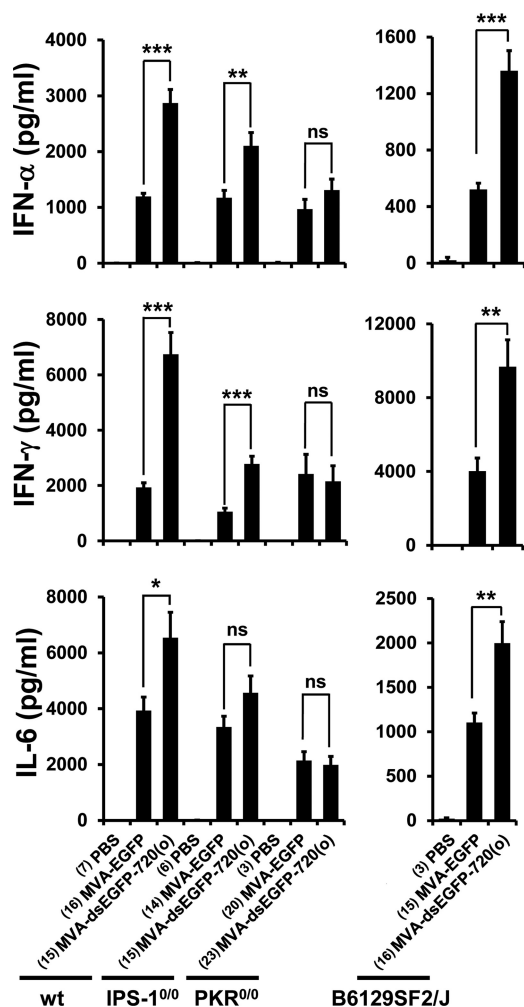 IFN-α (pg/ml)
4000
3000
2000
1000
0
***
**
ns
1600
1200
800
400
0
***
IFN-γ (pg/ml)
8000
6000
4000
2000
0
***
***
ns
12000
8000
4000
0
**
IL-6 (pg/ml)
8000
6000
4000
2000
0
*
ns
ns
2500
2000
1500
1000
500
0
**
(7) PBS
(16) MVA-EGFP
(15) MVA-dsEGFP-720(o)
(6) PBS
(14) MVA-EGFP
(15) MVA-dsEGFP-720(o)
(3) PBS
(20) MVA-EGFP
(23) MVA-dsEGFP-720(o)
(3) PBS
(15) MVA-EGFP
(16) MVA-dsEGFP-720(o)
wt IPS-1⁰/⁰ PKR⁰/⁰ B6129SF2/J